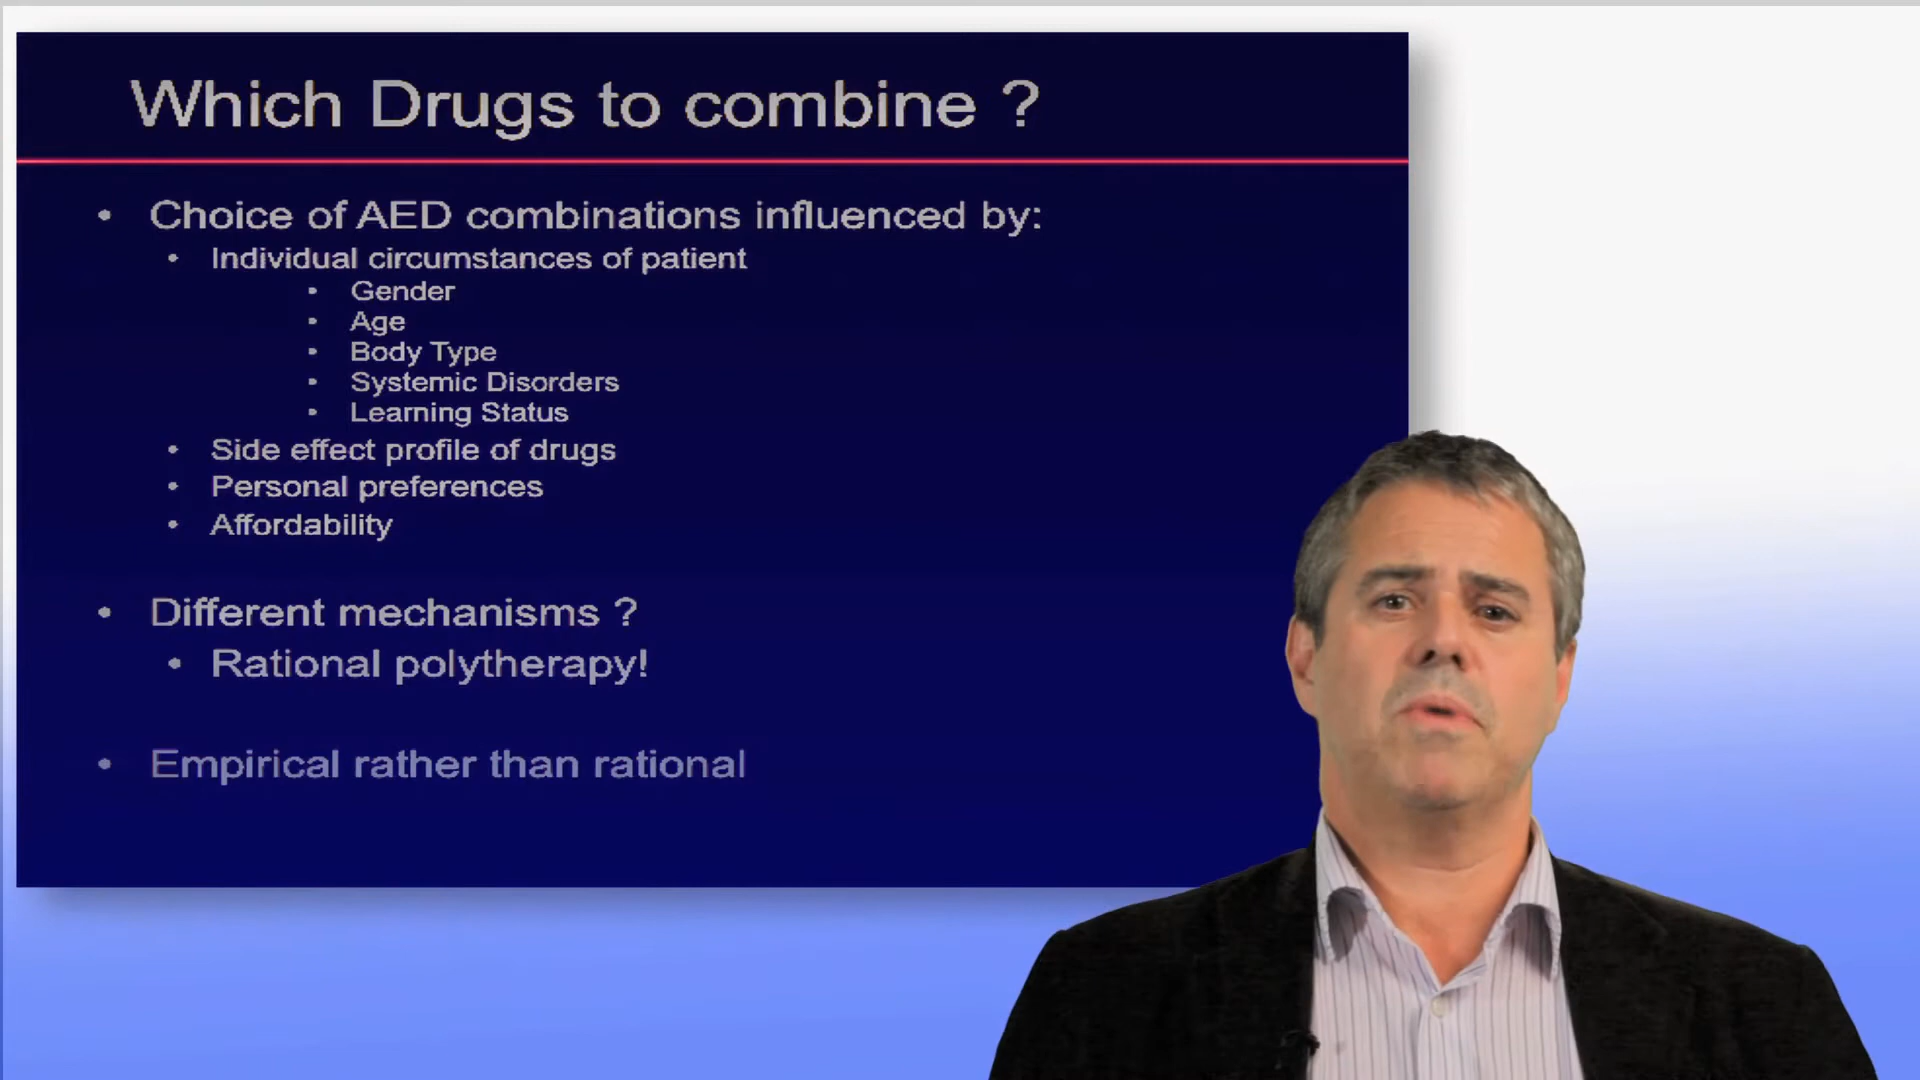 Which Drugs to combine ?
• Choice of AED combinations influenced by:
• Individual circumstances of patient
• Gender
• Age
• Body Type
• Systemic Disorders
• Learning Status
• Side effect profile of drugs
• Personal preferences
• Affordability
• Different mechanisms ?
• Rational polytherapy!
• Empirical rather than rational